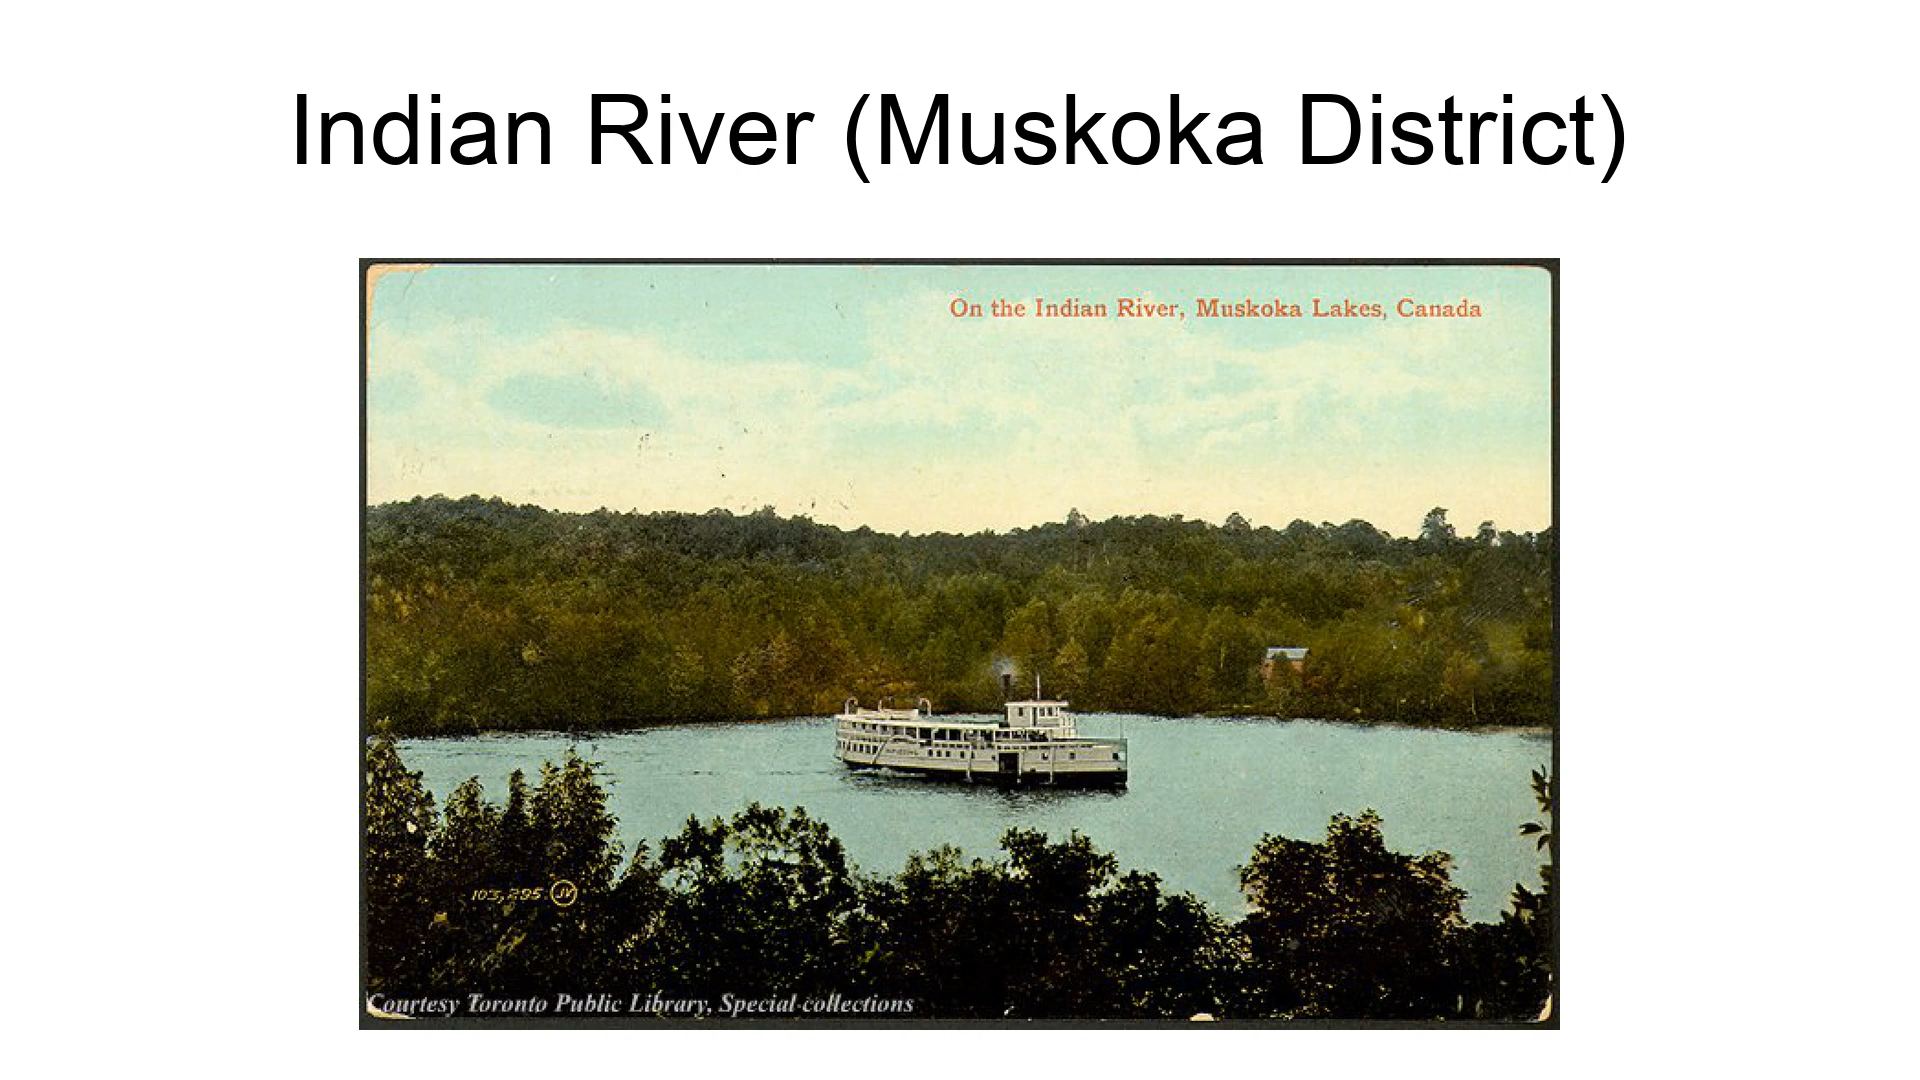 Indian River (Muskoka District)
On the Indian River, Muskoka Lakes, Canada
103,295 JV
Courtesy Toronto Public Library, Special collections